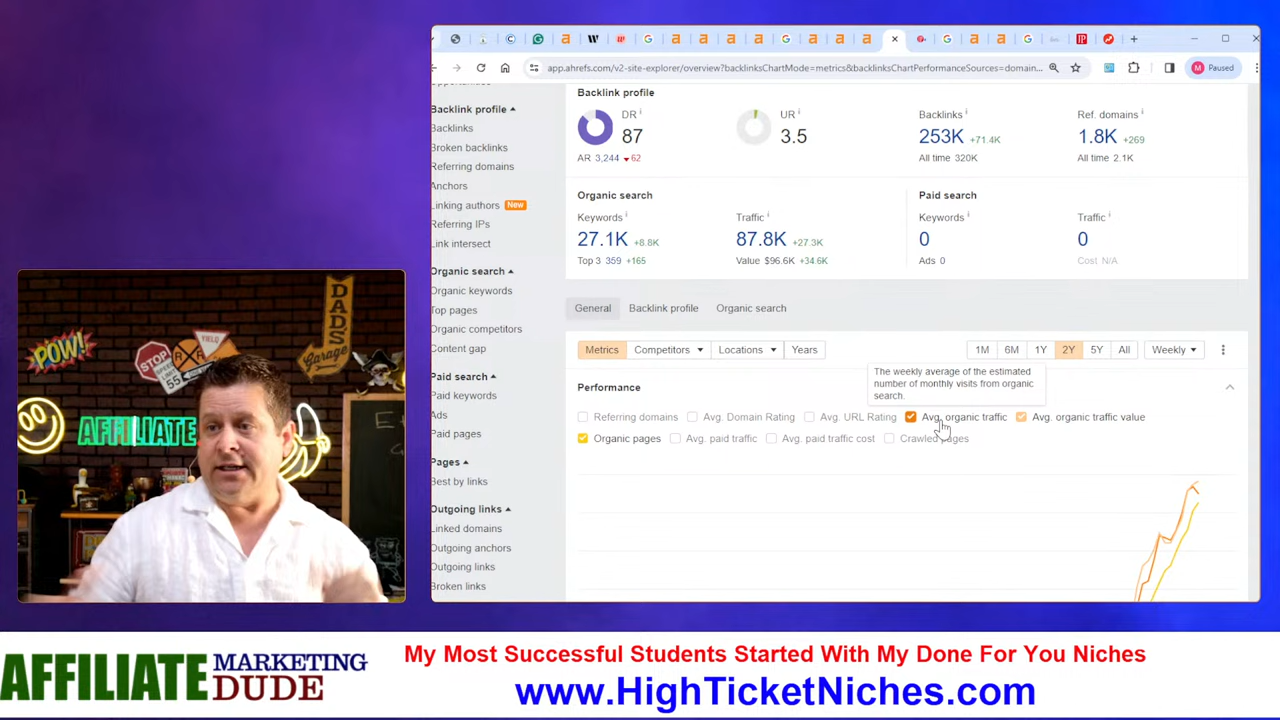 app.ahrefs.com/v2-site-explorer/overview?backlinksChartMode=metrics&backlinksChartPerformanceSources=domain...
M Paused
Backlink profile
Backlinks
Broken backlinks
Referring domains
Anchors
Linking authors New
Referring IPs
Link intersect
Organic search
Organic keywords
Top pages
Organic competitors
Content gap
Paid search
Paid keywords
Ads
Paid pages
Pages
Best by links
Outgoing links
Linked domains
Outgoing anchors
Outgoing links
Broken links
Backlink profile
DR
87
AR 3,244 62
UR
3.5
Backlinks
253K +71.4K
All time 320K
Ref. domains
1.8K +269
All time 2.1K
Organic search
Keywords
27.1K +8.8K
Top 3 359 +165
Traffic
87.8K +27.3K
Value $96.6K +34.6K
Paid search
Keywords
0
Ads 0
Traffic
0
Cost N/A
General Backlink profile Organic search
Metrics Competitors Locations Years 1M 6M 1Y 2Y 5Y All Weekly
The weekly average of the estimated
number of monthly visits from organic
search.
Performance
Referring domains Avg. Domain Rating Avg. URL Rating Avg. organic traffic Avg. organic traffic value
Organic pages Avg. paid traffic Avg. paid traffic cost Crawled pages
POW!
STOP
YIELD
SPEED
55
DADS
Garage
AFFILIATE
AFFILIATE
MARKETING
DUDE
My Most Successful Students Started With My Done For You Niches
www.HighTicketNiches.com